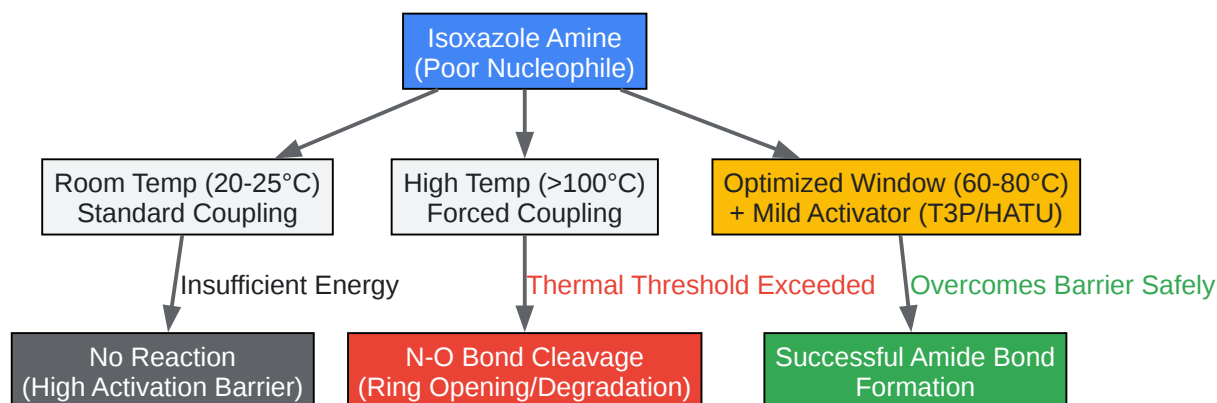 Isoxazole Amine
(Poor Nucleophile)
Room Temp (20-25°C)
Standard Coupling
High Temp (>100°C)
Forced Coupling
Optimized Window (60-80°C)
+ Mild Activator (T3P/HATU)
Insufficient Energy
Thermal Threshold Exceeded
Overcomes Barrier Safely
No Reaction
(High Activation Barrier)
N-O Bond Cleavage
(Ring Opening/Degradation)
Successful Amide Bond
Formation